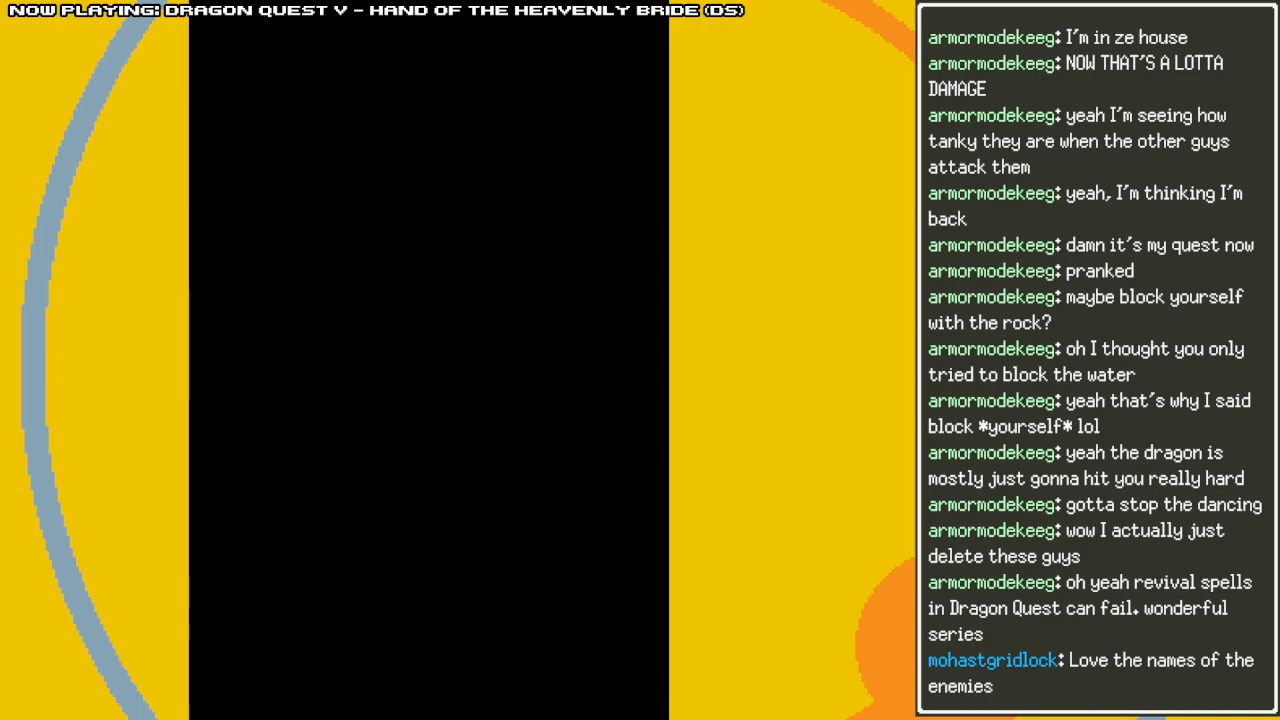 NOW PLAYING: DRAGON QUEST V - HAND OF THE HEAVENLY BRIDE (DS)
armormodekeeg: I'm in ze house
armormodekeeg: NOW THAT'S A LOTTA
DAMAGE
armormodekeeg: yeah I'm seeing how
tanky they are when the other guys
attack them
armormodekeeg: yeah, I'm thinking I'm
back
armormodekeeg: damn it's my quest now
armormodekeeg: pranked
armormodekeeg: maybe block yourself
with the rock?
armormodekeeg: oh I thought you only
tried to block the water
armormodekeeg: yeah that's why I said
block *yourself* lol
armormodekeeg: yeah the dragon is
mostly just gonna hit you really hard
armormodekeeg: gotta stop the dancing
armormodekeeg: wow I actually just
delete these guys
armormodekeeg: oh yeah revival spells
in Dragon Quest can fail. wonderful
series
mohastgridlock: Love the names of the
enemies